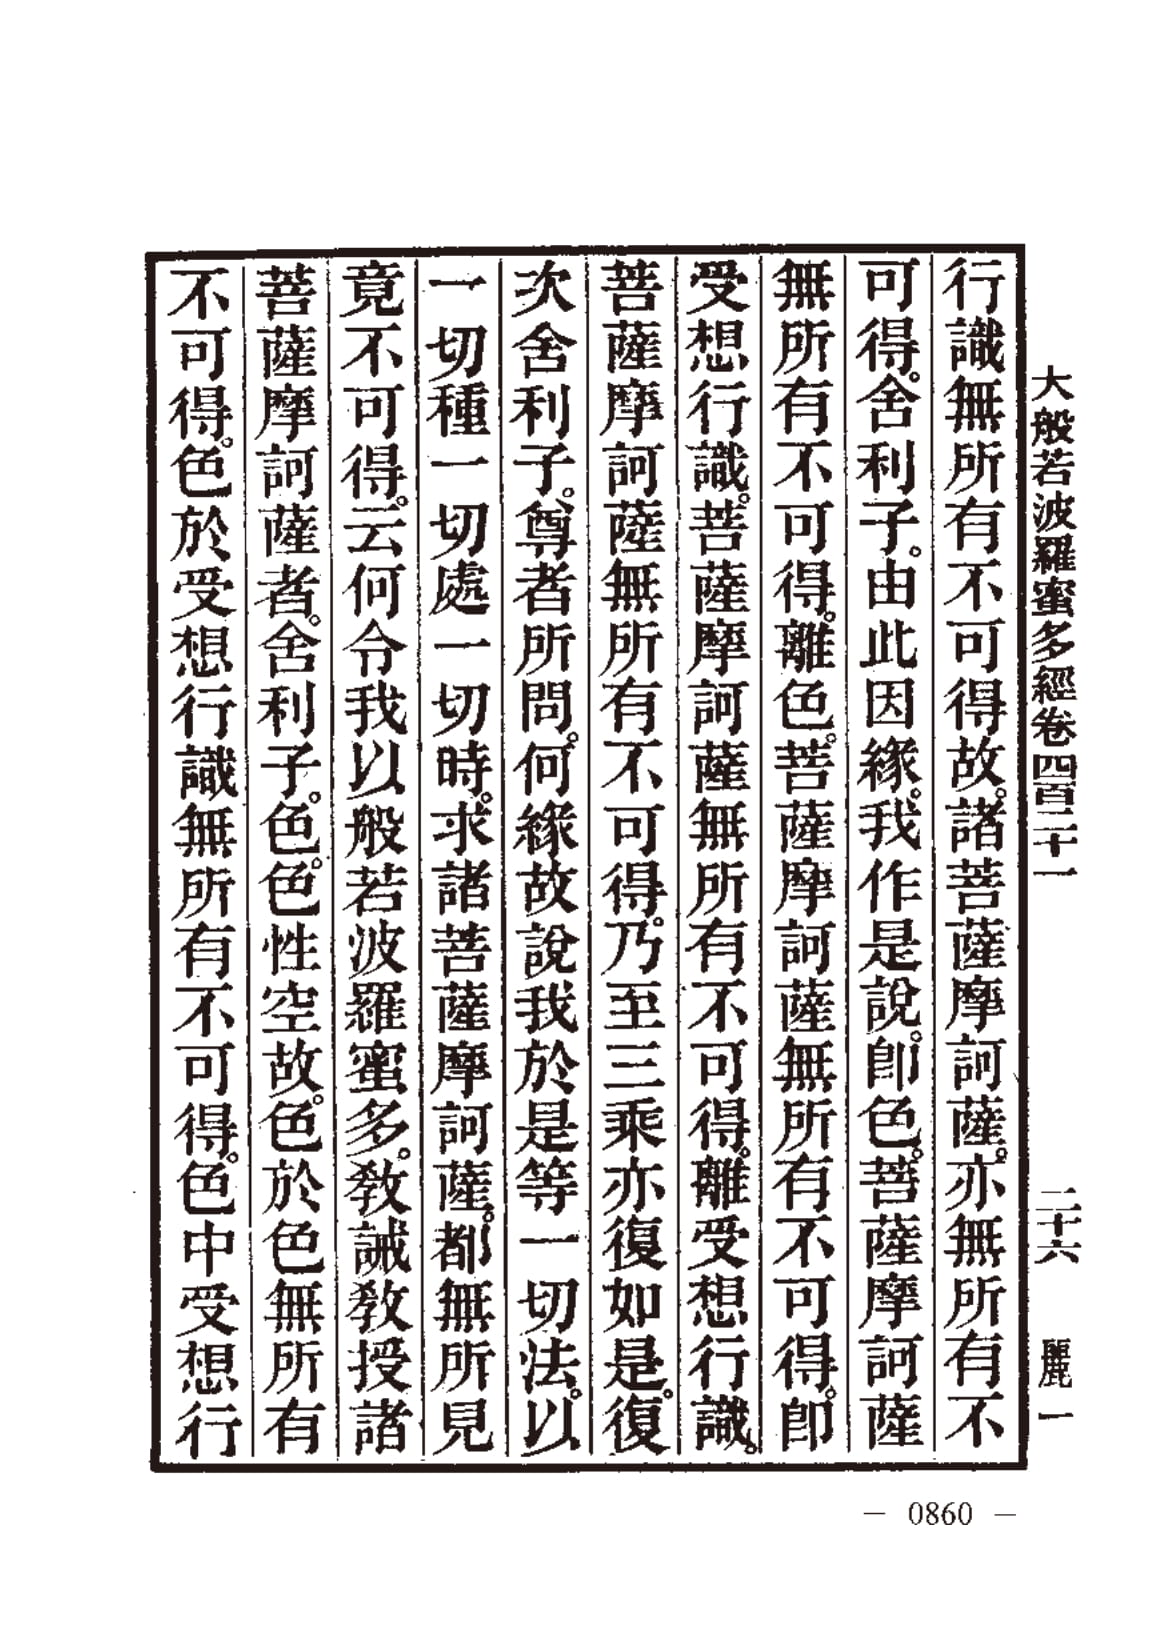 大般若波羅蜜多經卷四百二十一 二十六 麗一
行識無所有不可得故。諸菩薩摩訶薩。亦無所有不
可得。舍利子。由此因緣。我作是說。即色。菩薩摩訶薩
無所有不可得。離色。菩薩摩訶薩無所有不可得。即
受想行識。菩薩摩訶薩無所有不可得。離受想行識。
菩薩摩訶薩無所有不可得。乃至三乘亦復如是。復
次舍利子。尊者所問。何緣故說我於是等一切法。以
一切種一切處一切時。求諸菩薩摩訶薩。都無所見
竟不可得。云何令我以般若波羅蜜多。教誡教授諸
菩薩摩訶薩者。舍利子。色。色性空故。色於色無所有
不可得。色於受想行識無所有不可得。色中受想行
— 0860 —